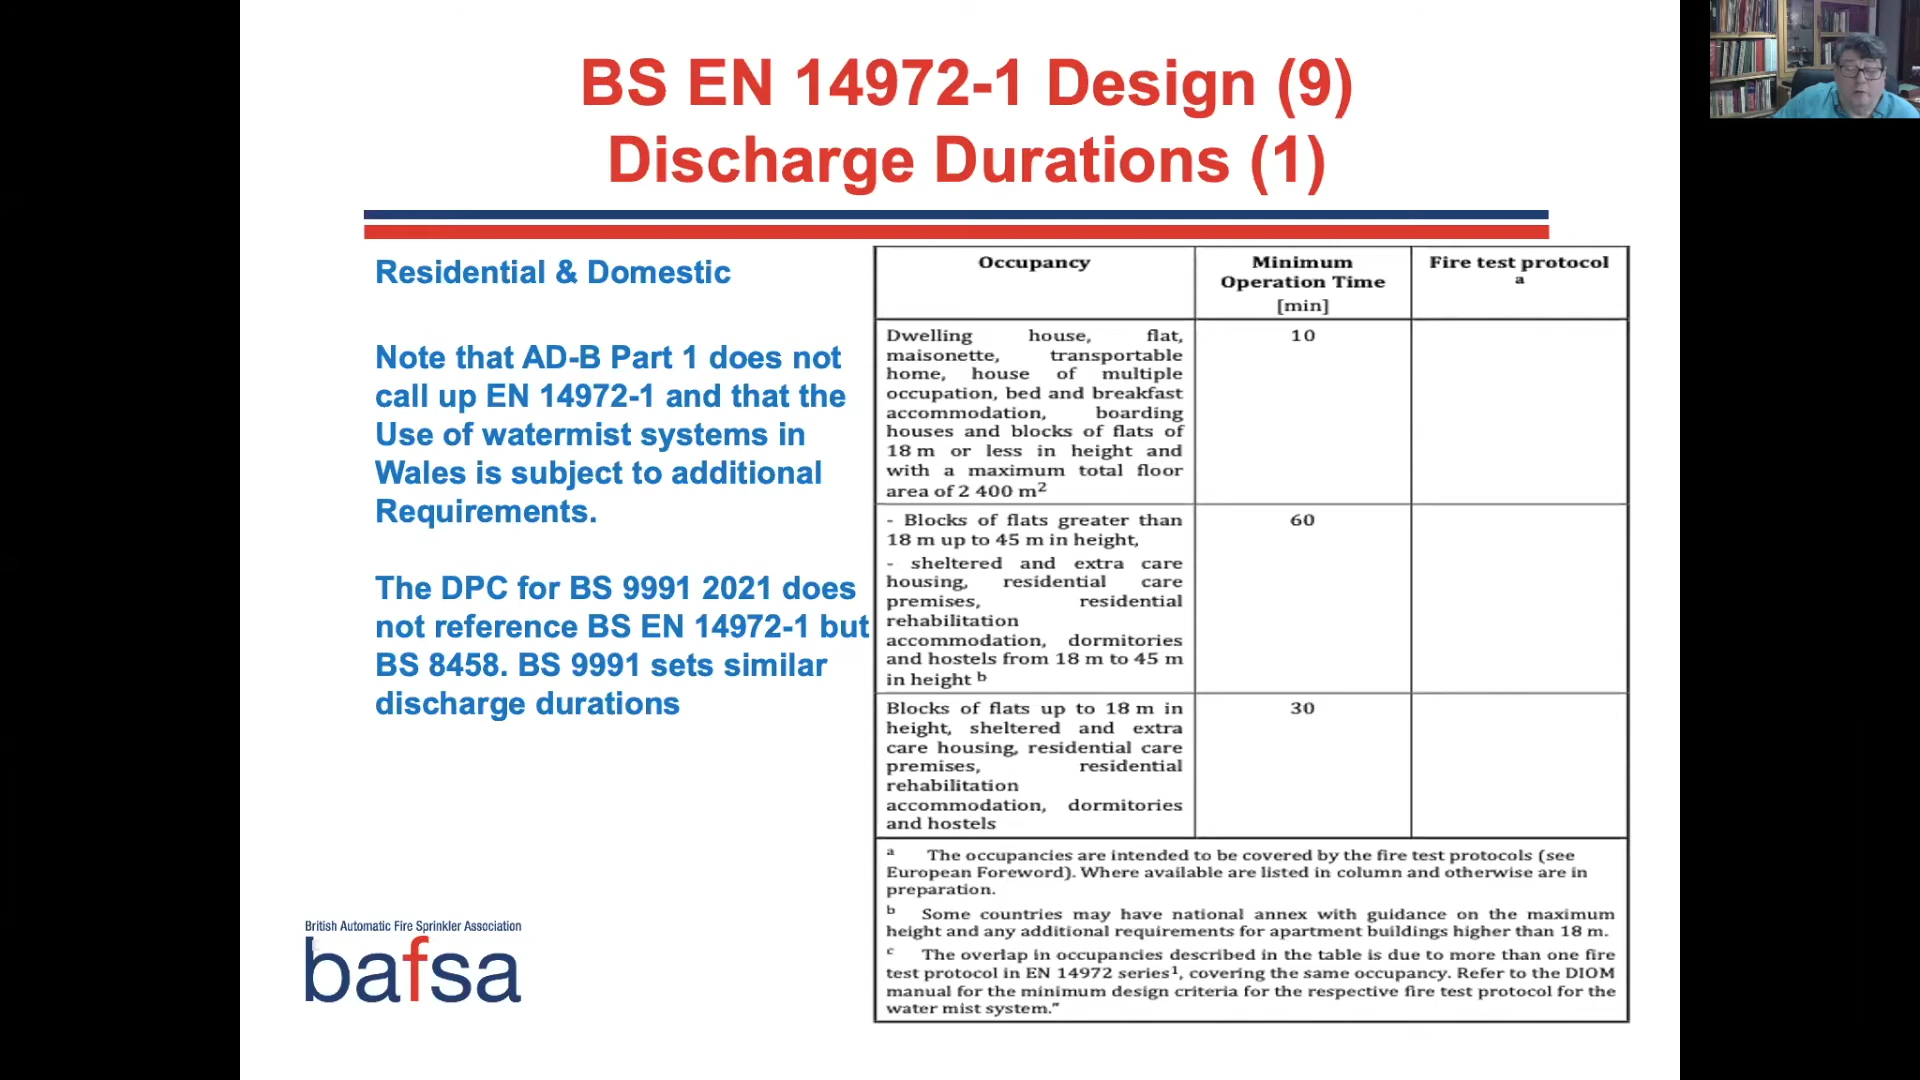 BS EN 14972-1 Design (9)
Discharge Durations (1)
Residential & Domestic
Note that AD-B Part 1 does not
call up EN 14972-1 and that the
Use of watermist systems in
Wales is subject to additional
Requirements.
The DPC for BS 9991 2021 does
not reference BS EN 14972-1 but
BS 8458. BS 9991 sets similar
discharge durations
Occupancy
Minimum
Operation Time
[min]
Fire test protocol
a
Dwelling house, flat,
maisonette, transportable
home, house of multiple
occupation, bed and breakfast
accommodation, boarding
houses and blocks of flats of
18 m or less in height and
with a maximum total floor
area of 2 400 m²
10
- Blocks of flats greater than
18 m up to 45 m in height,
- sheltered and extra care
housing, residential care
premises, residential
rehabilitation
accommodation, dormitories
and hostels from 18 m to 45 m
in height b
60
Blocks of flats up to 18 m in
height, sheltered and extra
care housing, residential care
premises, residential
rehabilitation
accommodation, dormitories
and hostels
30
a The occupancies are intended to be covered by the fire test protocols (see
European Foreword). Where available are listed in column and otherwise are in
preparation.
b Some countries may have national annex with guidance on the maximum
height and any additional requirements for apartment buildings higher than 18 m.
c The overlap in occupancies described in the table is due to more than one fire
test protocol in EN 14972 series¹, covering the same occupancy. Refer to the DIOM
manual for the minimum design criteria for the respective fire test protocol for the
water mist system.”
British Automatic Fire Sprinkler Association
bafsa